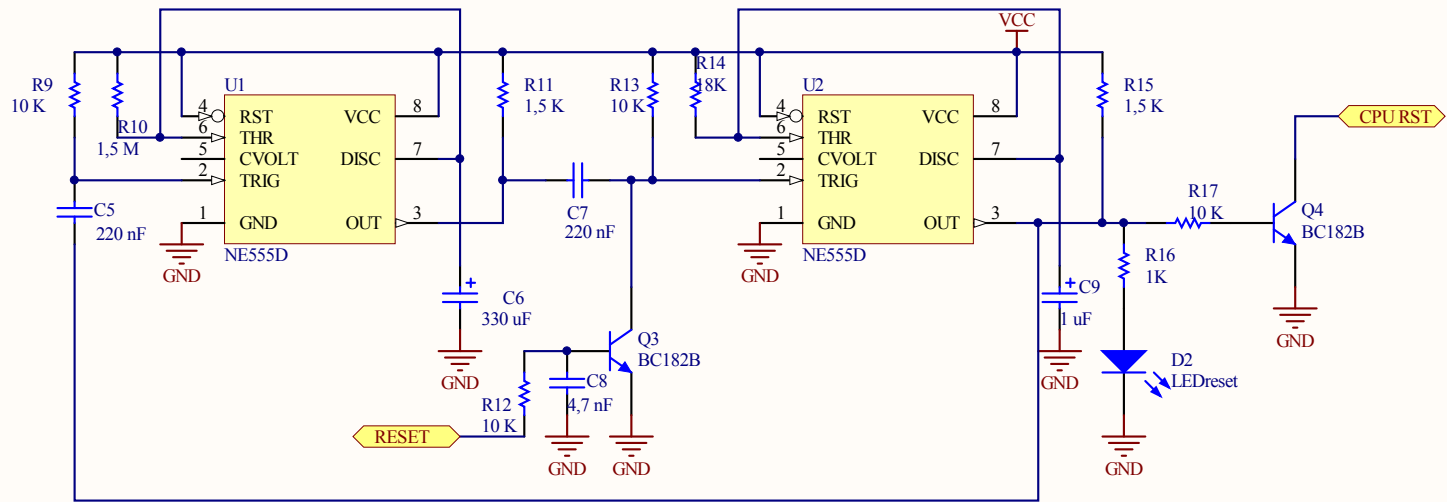 VCC
R9
10 K
R10
1,5 M
U1
4
RST
6
THR
5
CVOLT
2
TRIG
1
GND
VCC
8
DISC
7
OUT
3
NE555D
GND
C5
220 nF
C6
330 uF
GND
R11
1,5 K
C7
220 nF
R13
10 K
R14
18K
U2
4
RST
6
THR
5
CVOLT
2
TRIG
1
GND
VCC
8
DISC
7
OUT
3
NE555D
GND
R15
1,5 K
CPU RST
R17
10 K
Q4
BC182B
GND
R16
1K
C9
1 uF
GND
D2
LEDreset
GND
Q3
BC182B
GND
C8
4,7 nF
GND
R12
10 K
RESET